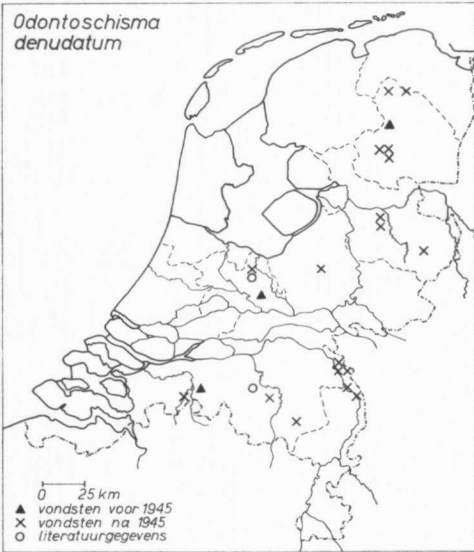 Odontoschisma
denudatum
0 25 km
▲ vondsten voor 1945
× vondsten na 1945
○ literatuurgegevens